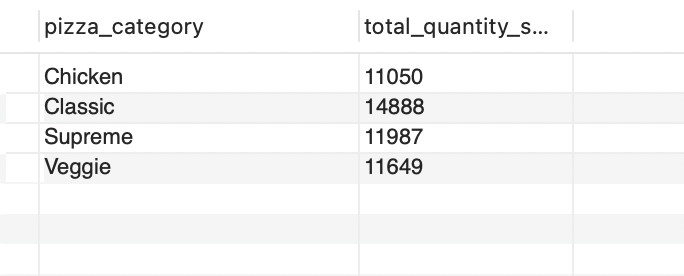 pizza_category total_quantity_s...
Chicken 11050
Classic 14888
Supreme 11987
Veggie 11649